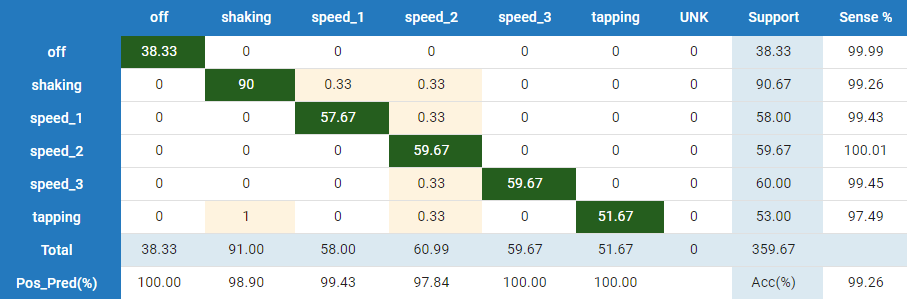 off shaking speed_1 speed_2 speed_3 tapping UNK Support Sense %
off 38.33 0 0 0 0 0 0 38.33 99.99
shaking 0 90 0.33 0.33 0 0 0 90.67 99.26
speed_1 0 0 57.67 0.33 0 0 0 58.00 99.43
speed_2 0 0 0 59.67 0 0 0 59.67 100.01
speed_3 0 0 0 0.33 59.67 0 0 60.00 99.45
tapping 0 1 0 0.33 0 51.67 0 53.00 97.49
Total 38.33 91.00 58.00 60.99 59.67 51.67 0 359.67
Pos_Pred(%) 100.00 98.90 99.43 97.84 100.00 100.00 Acc(%) 99.26